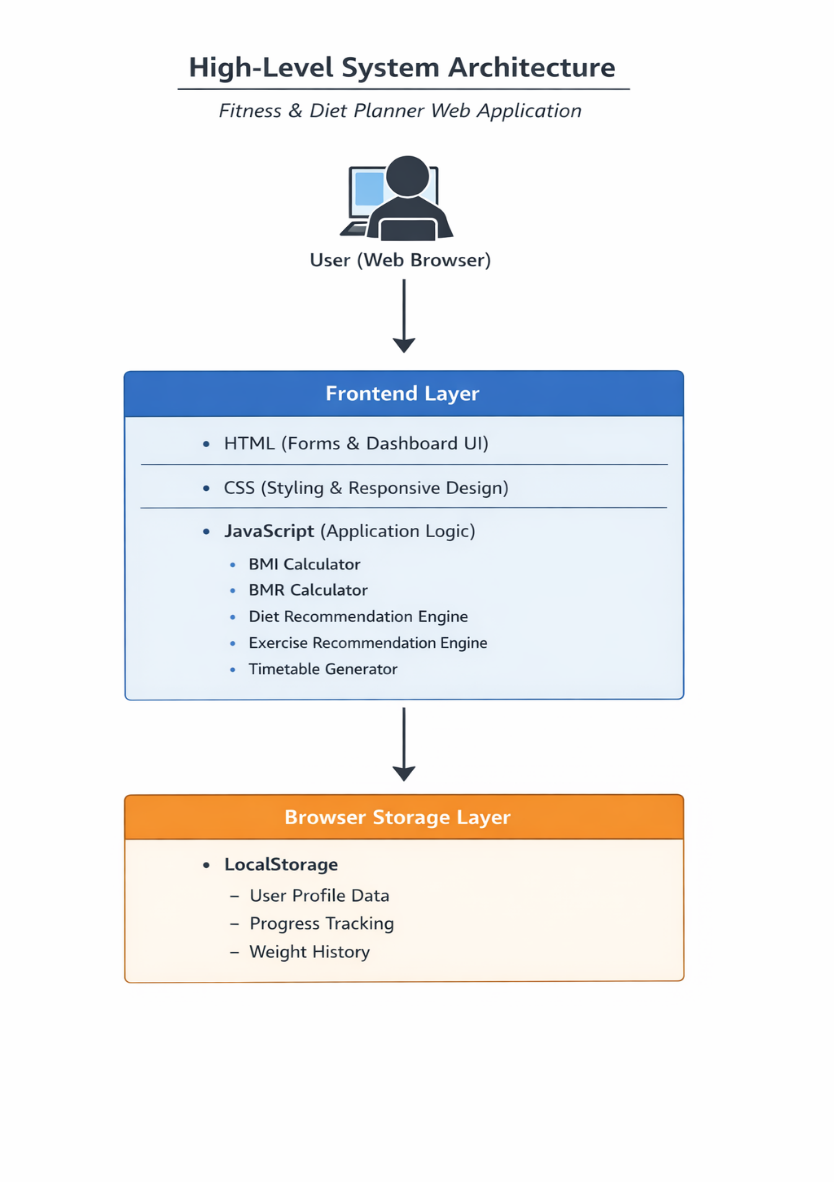 High-Level System Architecture
Fitness & Diet Planner Web Application
User (Web Browser)
Frontend Layer
• HTML (Forms & Dashboard UI)
• CSS (Styling & Responsive Design)
• JavaScript (Application Logic)
• BMI Calculator
• BMR Calculator
• Diet Recommendation Engine
• Exercise Recommendation Engine
• Timetable Generator
Browser Storage Layer
• LocalStorage
– User Profile Data
– Progress Tracking
– Weight History